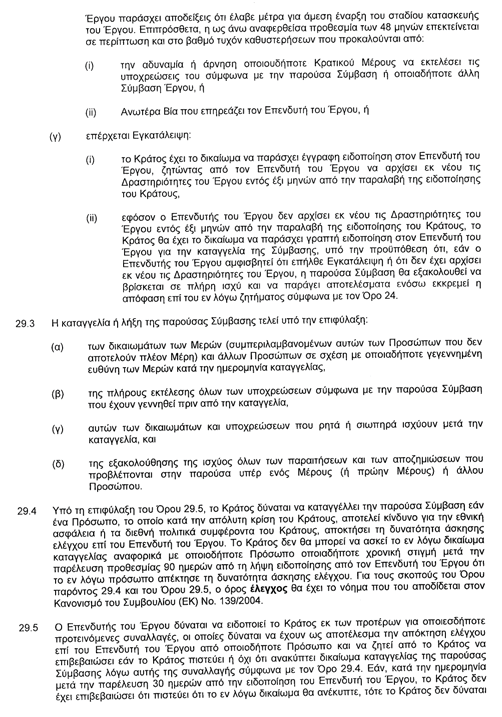 Έργου παράσχει αποδείξεις ότι έλαβε μέτρα για άμεση έναρξη του σταδίου κατασκευής
του Έργου. Επιπρόσθετα, η ως άνω αναφερθείσα προθεσμία των 48 μηνών επεκτείνεται
σε περίπτωση και στο βαθμό τυχόν καθυστερήσεων που προκαλούνται από:
(i) την αδυναμία ή άρνηση οποιουδήποτε Κρατικού Μέρους να εκτελέσει τις
υποχρεώσεις του σύμφωνα με την παρούσα Σύμβαση ή οποιαδήποτε άλλη
Σύμβαση Έργου, ή
(ii) Ανωτέρα Βία που επηρεάζει τον Επενδυτή του Έργου, ή
(γ) επέρχεται Εγκατάλειψη:
(i) το Κράτος έχει το δικαίωμα να παράσχει έγγραφη ειδοποίηση στον Επενδυτή του
Έργου, ζητώντας από τον Επενδυτή του Έργου να αρχίσει εκ νέου τις
Δραστηριότητες του Έργου εντός έξι μηνών από την παραλαβή της ειδοποίησης
του Κράτους,
(ii) εφόσον ο Επενδυτής του Έργου δεν αρχίσει εκ νέου τις Δραστηριότητες του
Έργου εντός έξι μηνών από την παραλαβή της ειδοποίησης του Κράτους, το
Κράτος θα έχει το δικαίωμα να παράσχει γραπτή ειδοποίηση στον Επενδυτή του
Έργου για την καταγγελία της Σύμβασης, υπό την προϋπόθεση ότι, εάν ο
Επενδυτής του Έργου αμφισβητεί ότι επήλθε Εγκατάλειψη ή ότι δεν έχει αρχίσει
εκ νέου τις Δραστηριότητες του Έργου, η παρούσα Σύμβαση θα εξακολουθεί να
βρίσκεται σε πλήρη ισχύ και να παράγει αποτελέσματα ενόσω εκκρεμεί η
απόφαση επί του εν λόγω ζητήματος σύμφωνα με τον Όρο 24.
29.3 Η καταγγελία ή λήξη της παρούσας Σύμβασης τελεί υπό την επιφύλαξη:
(α) των δικαιωμάτων των Μερών (συμπεριλαμβανομένων αυτών των Προσώπων που δεν
αποτελούν πλέον Μέρη) και άλλων Προσώπων σε σχέση με οποιαδήποτε γεγεννημένη
ευθύνη των Μερών κατά την ημερομηνία καταγγελίας,
(β) της πλήρους εκτέλεσης όλων των υποχρεώσεων σύμφωνα με την παρούσα Σύμβαση
που έχουν γεννηθεί πριν από την καταγγελία,
(γ) αυτών των δικαιωμάτων και υποχρεώσεων που ρητά ή σιωπηρά ισχύουν μετά την
καταγγελία, και
(δ) της εξακολούθησης της ισχύος όλων των παραιτήσεων και των αποζημιώσεων που
προβλέπονται στην παρούσα υπέρ ενός Μέρους (ή πρώην Μέρους) ή άλλου
Προσώπου.
29.4 Υπό τη επιφύλαξη του Όρου 29.5, το Κράτος δύναται να καταγγέλλει την παρούσα Σύμβαση εάν
ένα Πρόσωπο, το οποίο κατά την απόλυτη κρίση του Κράτους, αποτελεί κίνδυνο για την εθνική
ασφάλεια ή τα διεθνή πολιτικά συμφέροντα του Κράτους, αποκτήσει τη δυνατότητα άσκησης
ελέγχου επί του Επενδυτή του Έργου. Το Κράτος δεν θα μπορεί να ασκεί το εν λόγω δικαίωμα
καταγγελίας αναφορικά με οποιοδήποτε Πρόσωπο οποιαδήποτε χρονική στιγμή μετά την
παρέλευση προθεσμίας 90 ημερών από τη λήψη ειδοποίησης από τον Επενδυτή του Έργου ότι
το εν λόγω πρόσωπο απέκτησε τη δυνατότητα άσκησης ελέγχου. Για τους σκοπούς του Όρου
παρόντος 29.4 και του Όρου 29.5, ο όρος έλεγχος θα έχει το νόημα που του αποδίδεται στον
Κανονισμό του Συμβουλίου (ΕΚ) No. 139/2004.
29.5 Ο Επενδυτής του Έργου δύναται να ειδοποιεί το Κράτος εκ των προτέρων για οποιεσδήποτε
προτεινόμενες συναλλαγές, οι οποίες δύναται να έχουν ως αποτέλεσμα την απόκτηση ελέγχου
επί του Επενδυτή του Έργου από οποιοδήποτε Πρόσωπο και να ζητεί από το Κράτος να
επιβεβαιώσει εάν το Κράτος πιστεύει ή όχι ότι ανακύπτει δικαίωμα καταγγελίας της παρούσας
Σύμβασης λόγω αυτής της συναλλαγής σύμφωνα με τον Όρο 29.4. Εάν, κατά την ημερομηνία
μετά την παρέλευση 30 ημερών από την ειδοποίηση του Επενδυτή του Έργου, το Κράτος δεν
έχει επιβεβαιώσει ότι πιστεύει ότι το εν λόγω δικαίωμα θα ανέκυπτε, τότε το Κράτος δεν δύναται